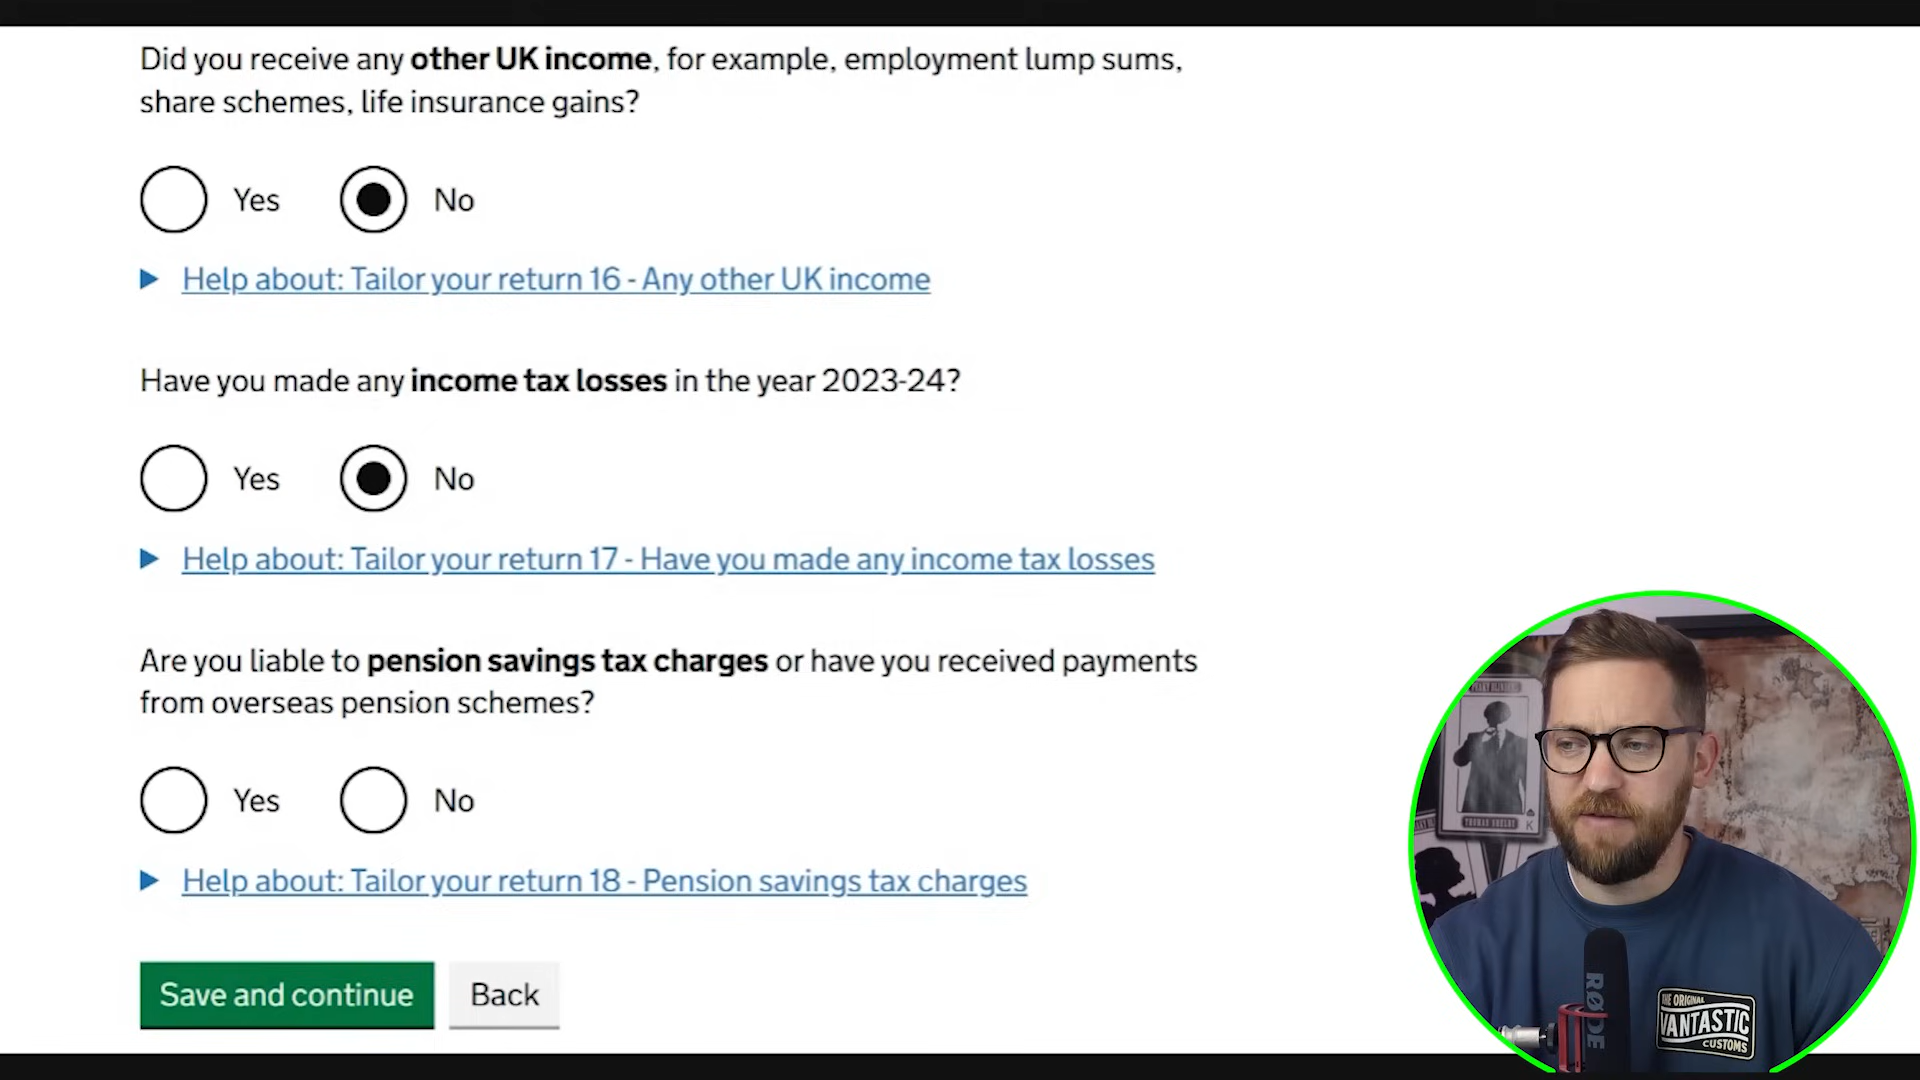 Did you receive any other UK income, for example, employment lump sums,
share schemes, life insurance gains?
Yes
No
Help about: Tailor your return 16 - Any other UK income
Have you made any income tax losses in the year 2023-24?
Yes
No
Help about: Tailor your return 17 - Have you made any income tax losses
Are you liable to pension savings tax charges or have you received payments
from overseas pension schemes?
Yes
No
Help about: Tailor your return 18 - Pension savings tax charges
Save and continue
Back
THOMAS SHELBY
K
RØDE
THE ORIGINAL
VANTASTIC
CUSTOMS